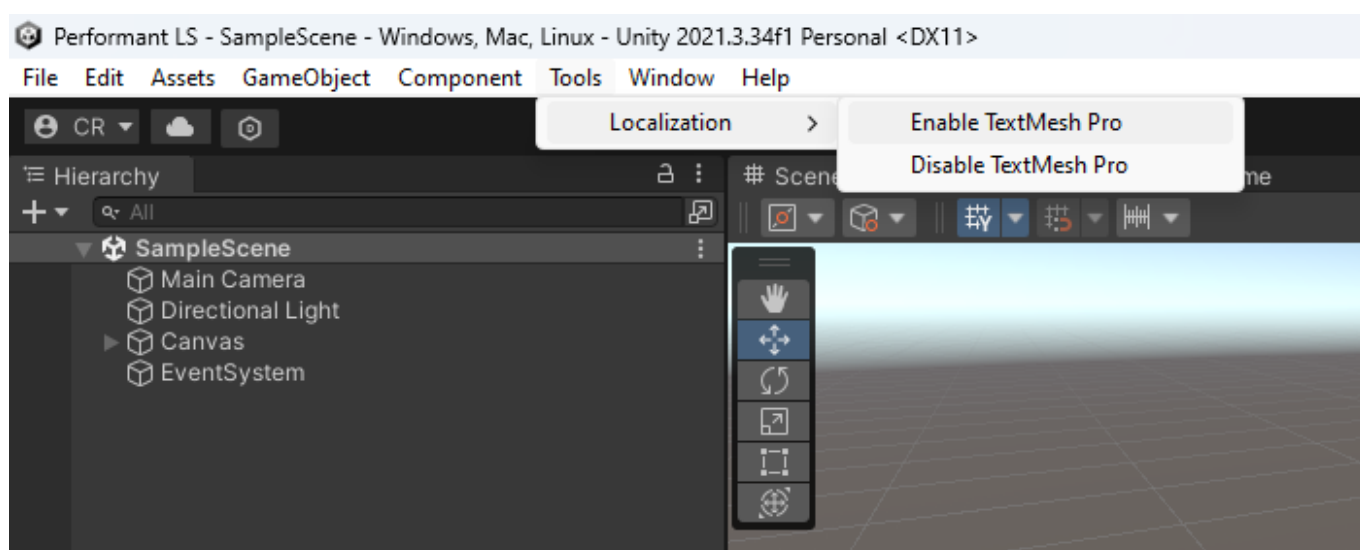 Performant LS - SampleScene - Windows, Mac, Linux - Unity 2021.3.34f1 Personal <DX11>
File Edit Assets GameObject Component Tools Window Help
CR
Localization >
Enable TextMesh Pro
Disable TextMesh Pro
Hierarchy
Scene
me
All
SampleScene
Main Camera
Directional Light
Canvas
EventSystem